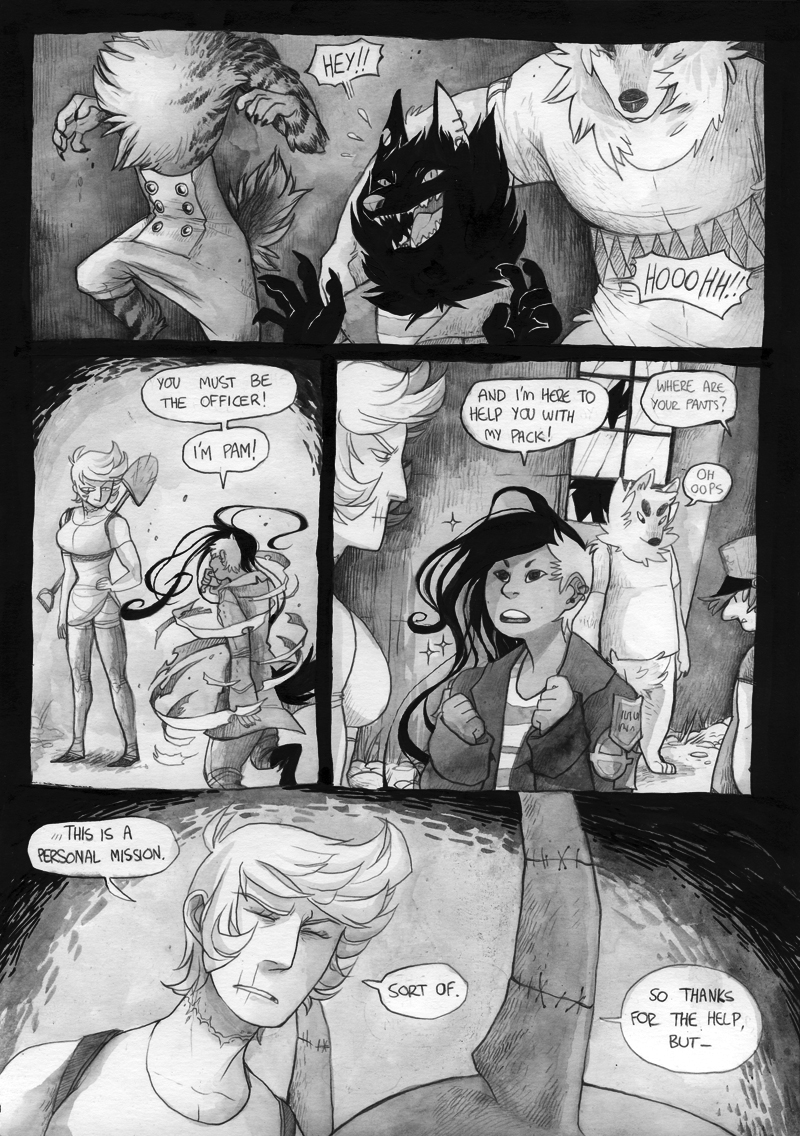 HEY!!
HOOOHH!!
YOU MUST BE
THE OFFICER!
I'M PAM!
AND I'M HERE TO
HELP YOU WITH
MY PACK!
WHERE ARE
YOUR PANTS?
OH
OOPS
...THIS IS A
PERSONAL MISSION.
SORT OF.
SO THANKS
FOR THE HELP,
BUT—